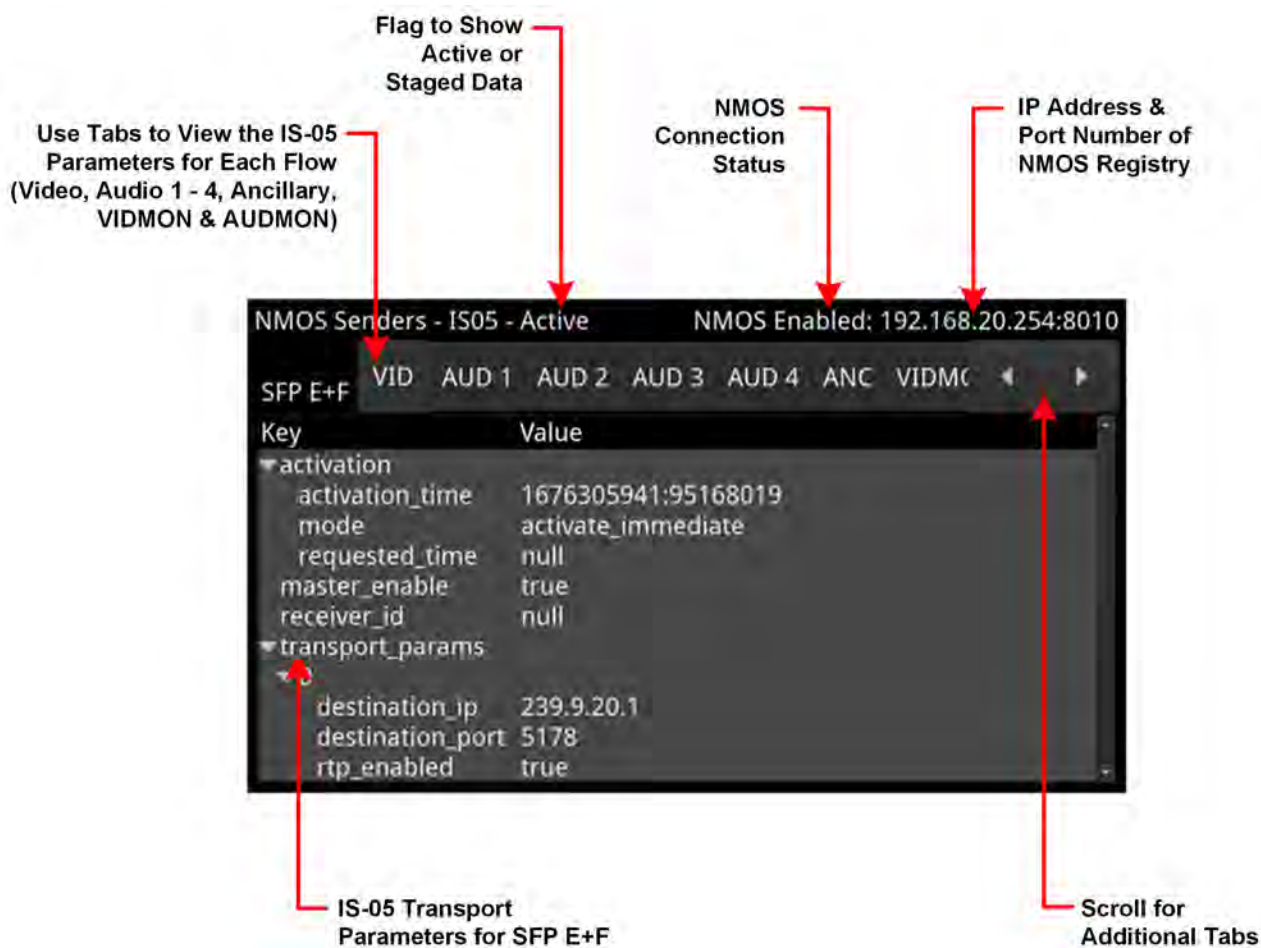 Flag to Show
Active or
Staged Data
NMOS
Connection
Status
IP Address &
Port Number of
NMOS Registry
Use Tabs to View the IS-05
Parameters for Each Flow
(Video, Audio 1 - 4, Ancillary,
VIDMON & AUDMON)
NMOS Senders - IS05 - Active NMOS Enabled: 192.168.20.254:8010
SFP E+F VID AUD 1 AUD 2 AUD 3 AUD 4 ANC
Key Value
activation
activation_time 1676305941:95168019
mode activate_immediate
requested_time null
master_enable true
receiver_id null
transport_params
destination_ip 239.9.20.1
destination_port 5178
rtp_enabled true
IS-05 Transport
Parameters for SFP E+F
Scroll for
Additional Tabs